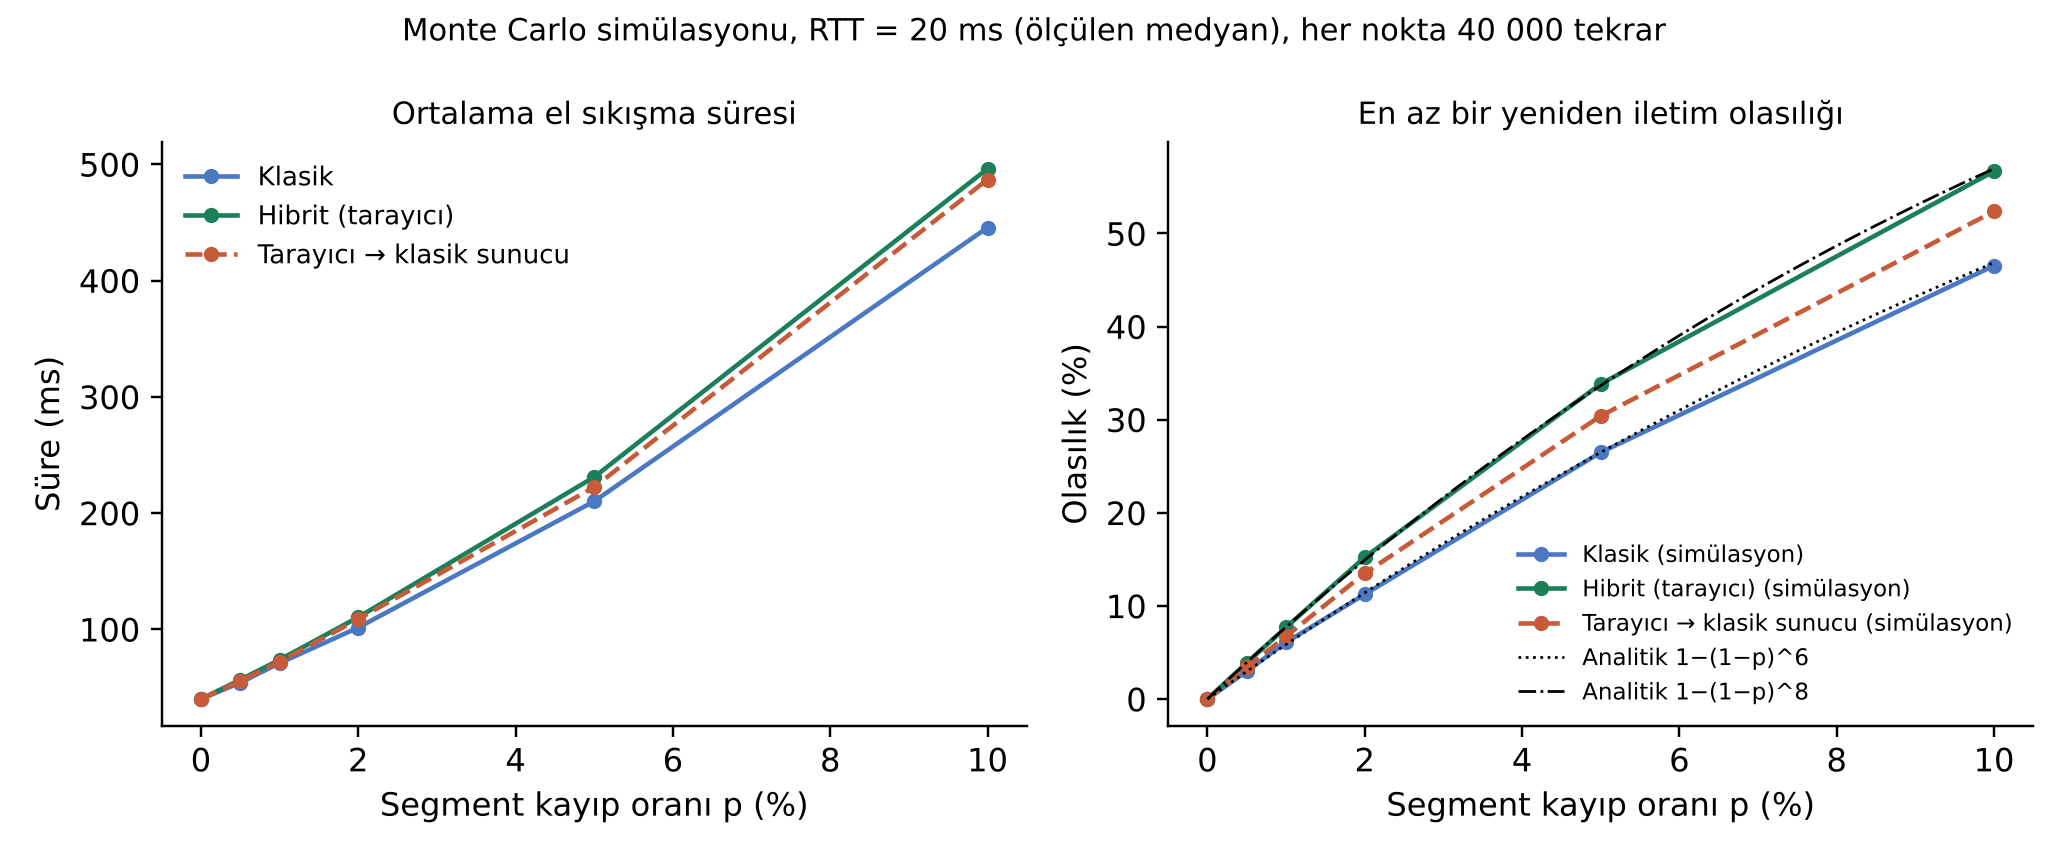 Monte Carlo simülasyonu, RTT = 20 ms (ölçülen medyan), her nokta 40 000 tekrar
Ortalama el sıkışma süresi
500
400
300
200
100
Süre (ms)
Klasik
Hibrit (tarayıcı)
Tarayıcı → klasik sunucu
0 2 4 6 8 10
Segment kayıp oranı p (%)
En az bir yeniden iletim olasılığı
50
40
30
20
10
0
Olasılık (%)
Klasik (simülasyon)
Hibrit (tarayıcı) (simülasyon)
Tarayıcı → klasik sunucu (simülasyon)
Analitik 1−(1−p)^6
Analitik 1−(1−p)^8
0 2 4 6 8 10
Segment kayıp oranı p (%)